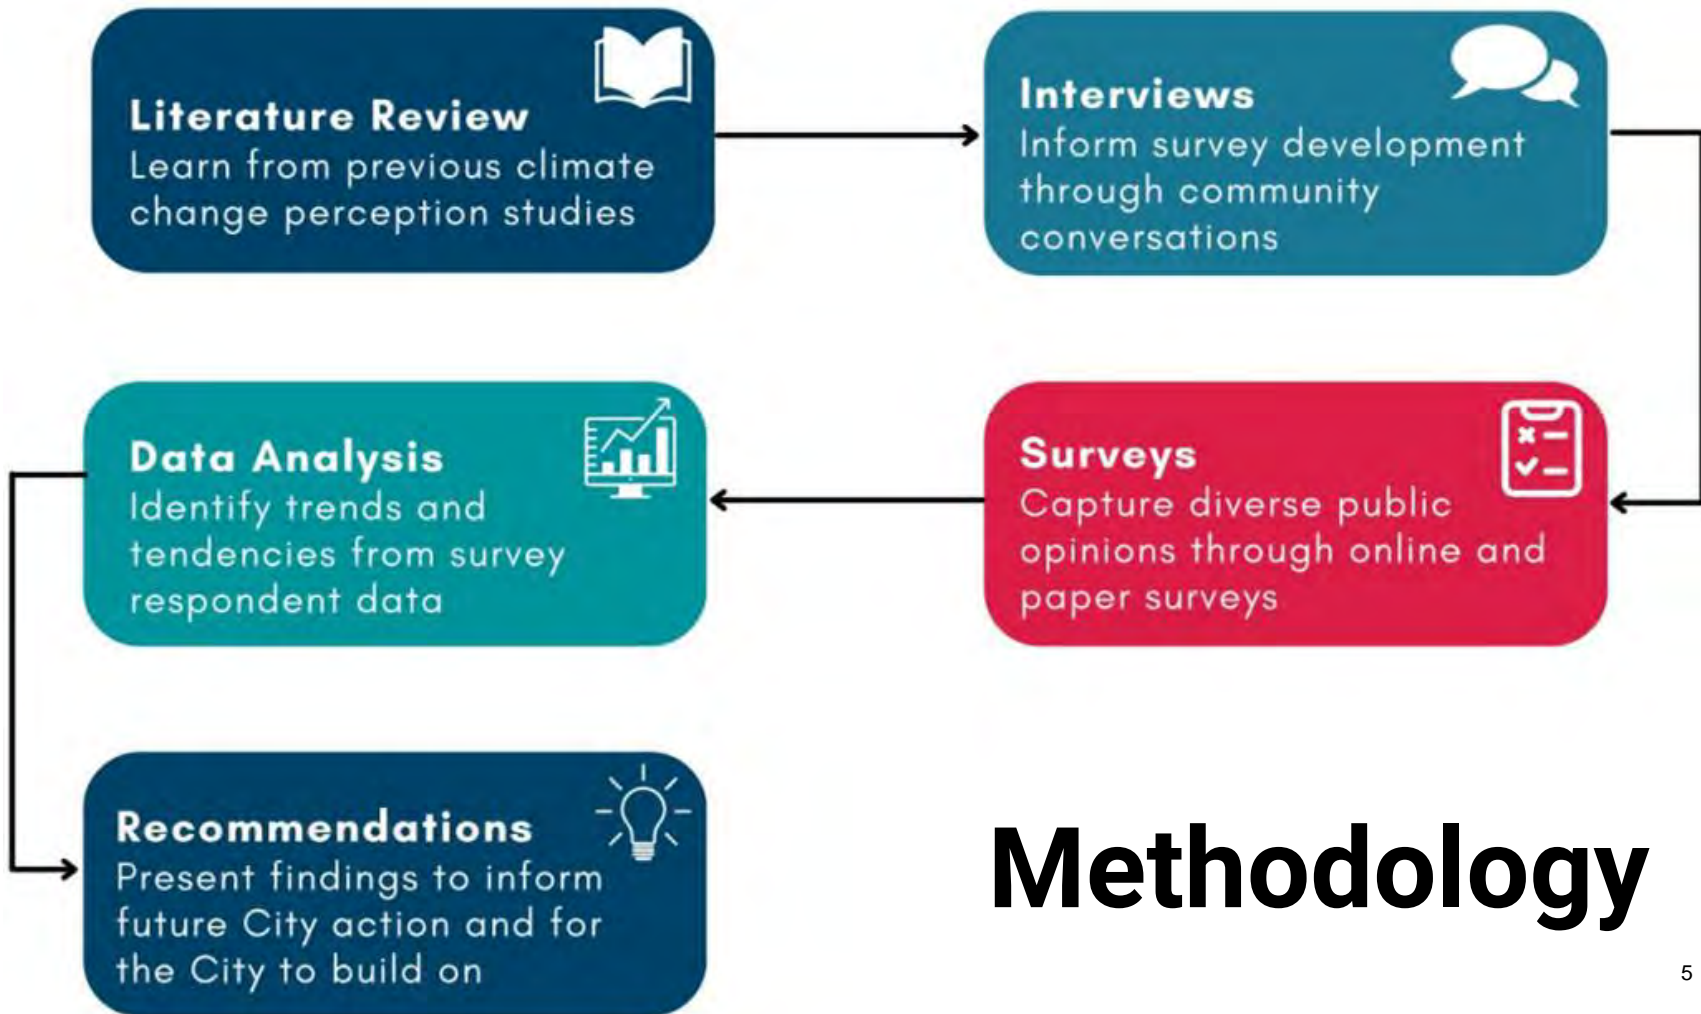 Literature Review
Learn from previous climate
change perception studies
Interviews
Inform survey development
through community
conversations
Surveys
Capture diverse public
opinions through online and
paper surveys
Data Analysis
Identify trends and
tendencies from survey
respondent data
Recommendations
Present findings to inform
future City action and for
the City to build on
Methodology
5